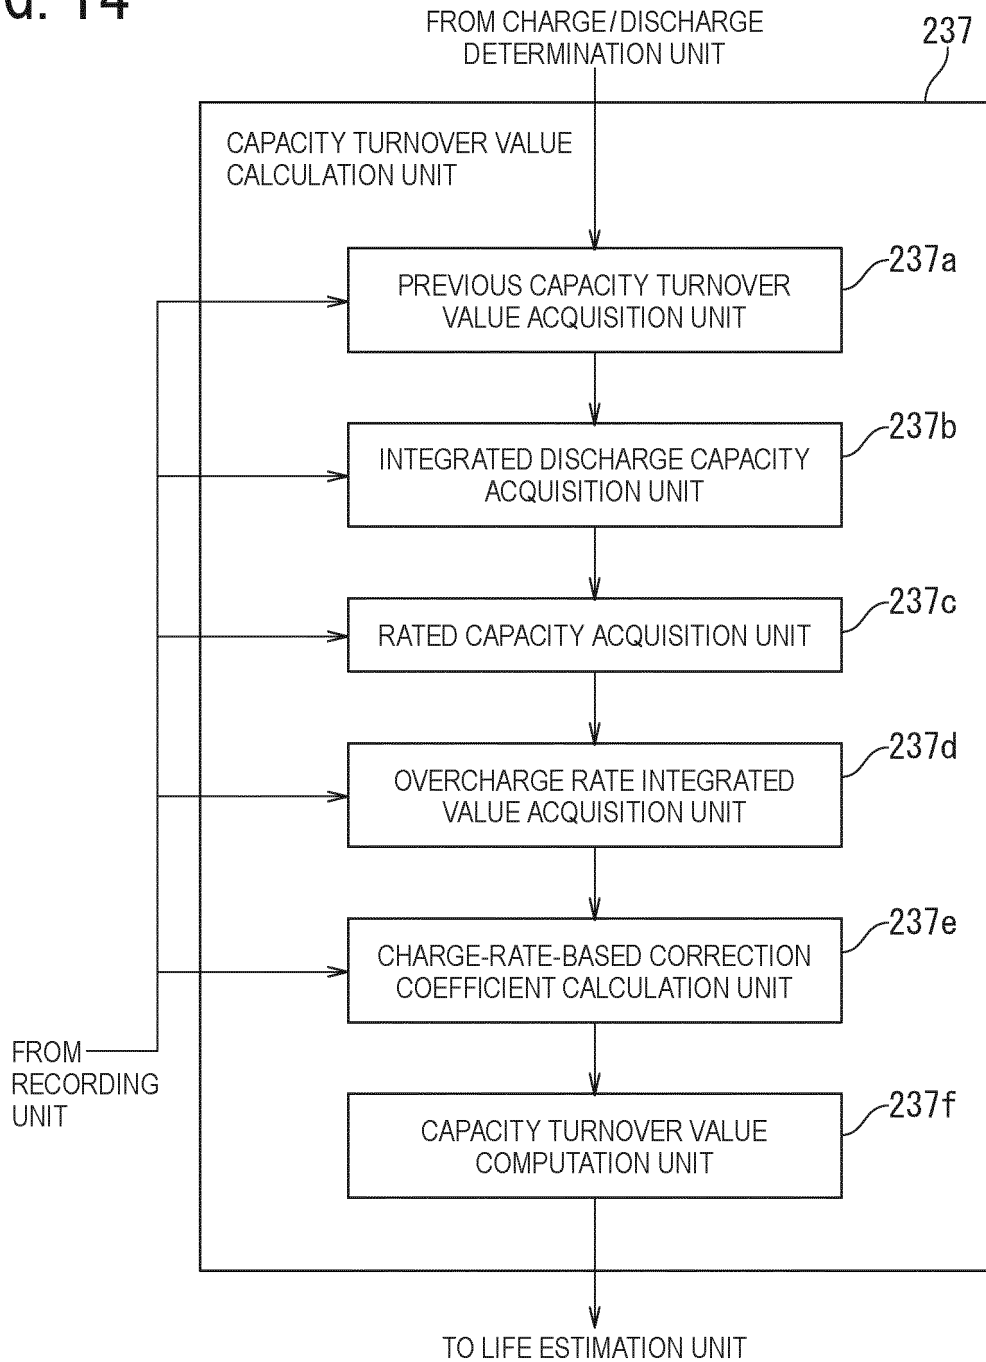 14
FROM CHARGE/DISCHARGE
DETERMINATION UNIT
237
CAPACITY TURNOVER VALUE
CALCULATION UNIT
237a
PREVIOUS CAPACITY TURNOVER
VALUE ACQUISITION UNIT
237b
INTEGRATED DISCHARGE CAPACITY
ACQUISITION UNIT
237c
RATED CAPACITY ACQUISITION UNIT
237d
OVERCHARGE RATE INTEGRATED
VALUE ACQUISITION UNIT
237e
CHARGE-RATE-BASED CORRECTION
COEFFICIENT CALCULATION UNIT
FROM
RECORDING
UNIT
237f
CAPACITY TURNOVER VALUE
COMPUTATION UNIT
TO LIFE ESTIMATION UNIT